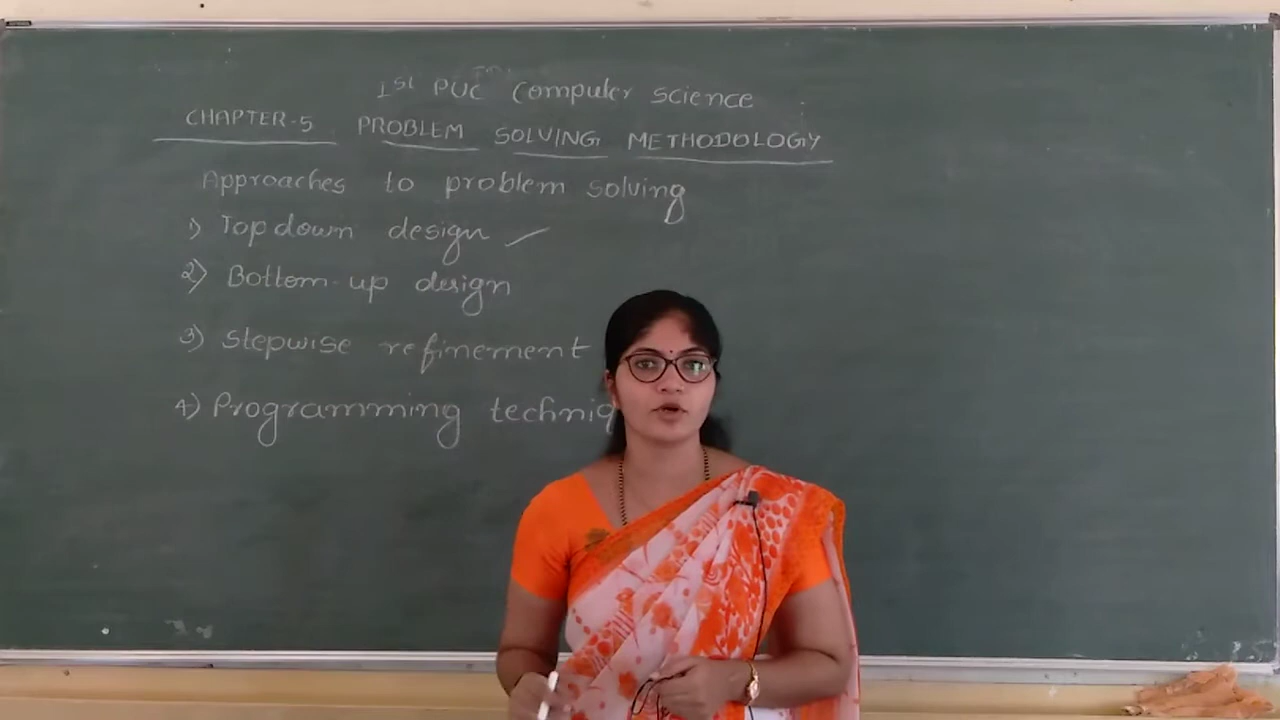 1st PUC Computer science
CHAPTER-5 PROBLEM SOLVING METHODOLOGY
Approaches to problem solving
1) Top down design
2) Bottom-up design
3) Stepwise refinement
4) Programming techniq